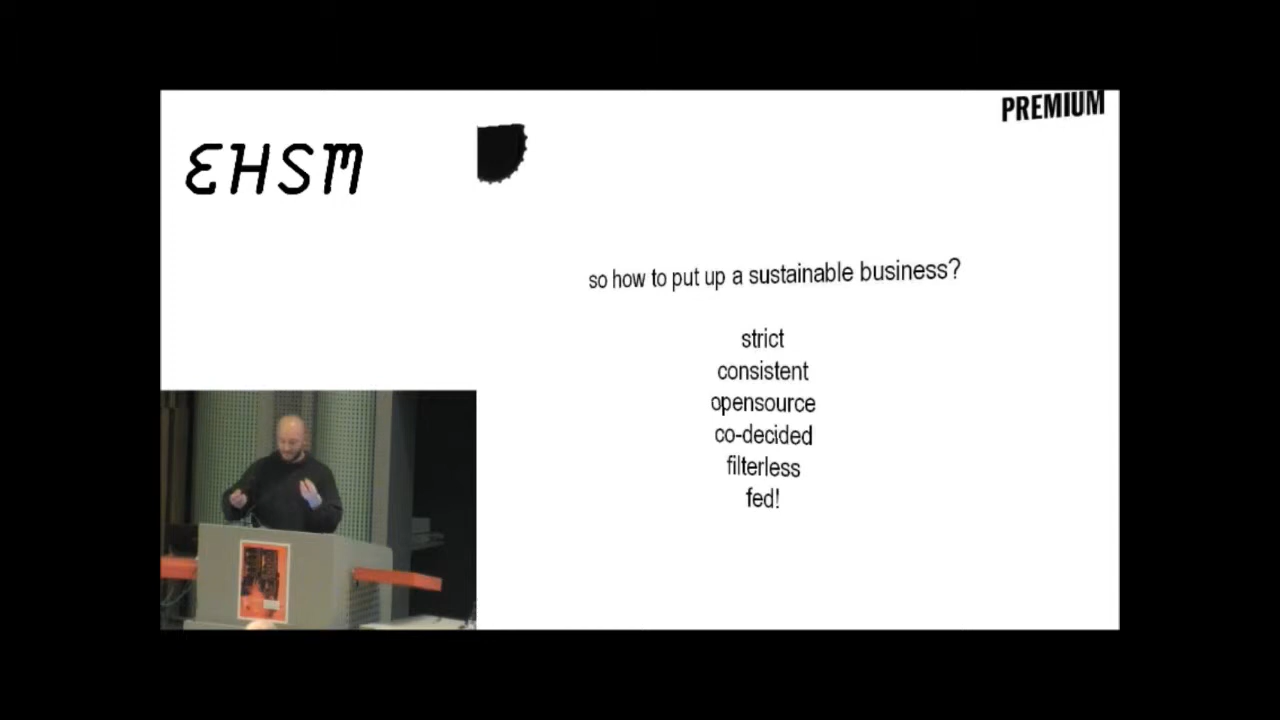 PREMIUM
EHSM
so how to put up a sustainable business?
strict
consistent
opensource
co-decided
filterless
fed!